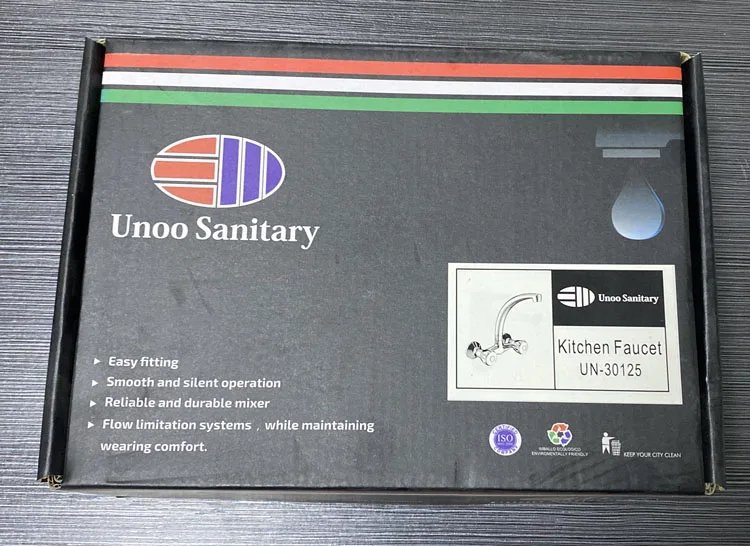 Unoo Sanitary
Unoo Sanitary
Kitchen Faucet
UN-30125
Easy fitting
Smooth and silent operation
Reliable and durable mixer
Flow limitation systems , while maintaining
wearing comfort.
ISO
ENVIROMENTALLY FRIENDLY
KEEP YOUR CITY CLEAN